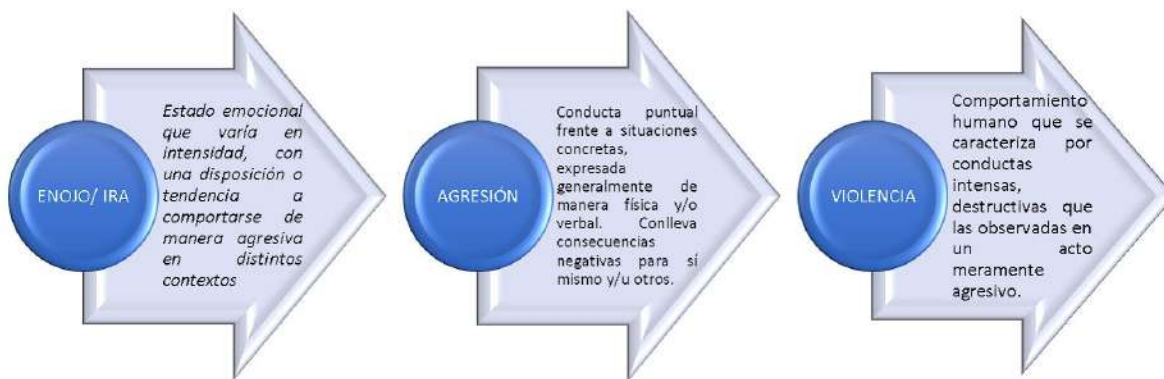 ENOJO/ IRA
Estado emocional
que varía en
intensidad, con
una disposición o
tendencia a
comportarse de
manera agresiva
en distintos
contextos
AGRESIÓN
Conducta puntual
frente a situaciones
concretas,
expresada
generalmente de
manera física y/o
verbal. Conlleva
consecuencias
negativas para sí
mismo y/u otros.
VIOLENCIA
Comportamiento
humano que se
caracteriza por
conductas
intensas,
destructivas que
las observadas en
un acto
meramente
agresivo.